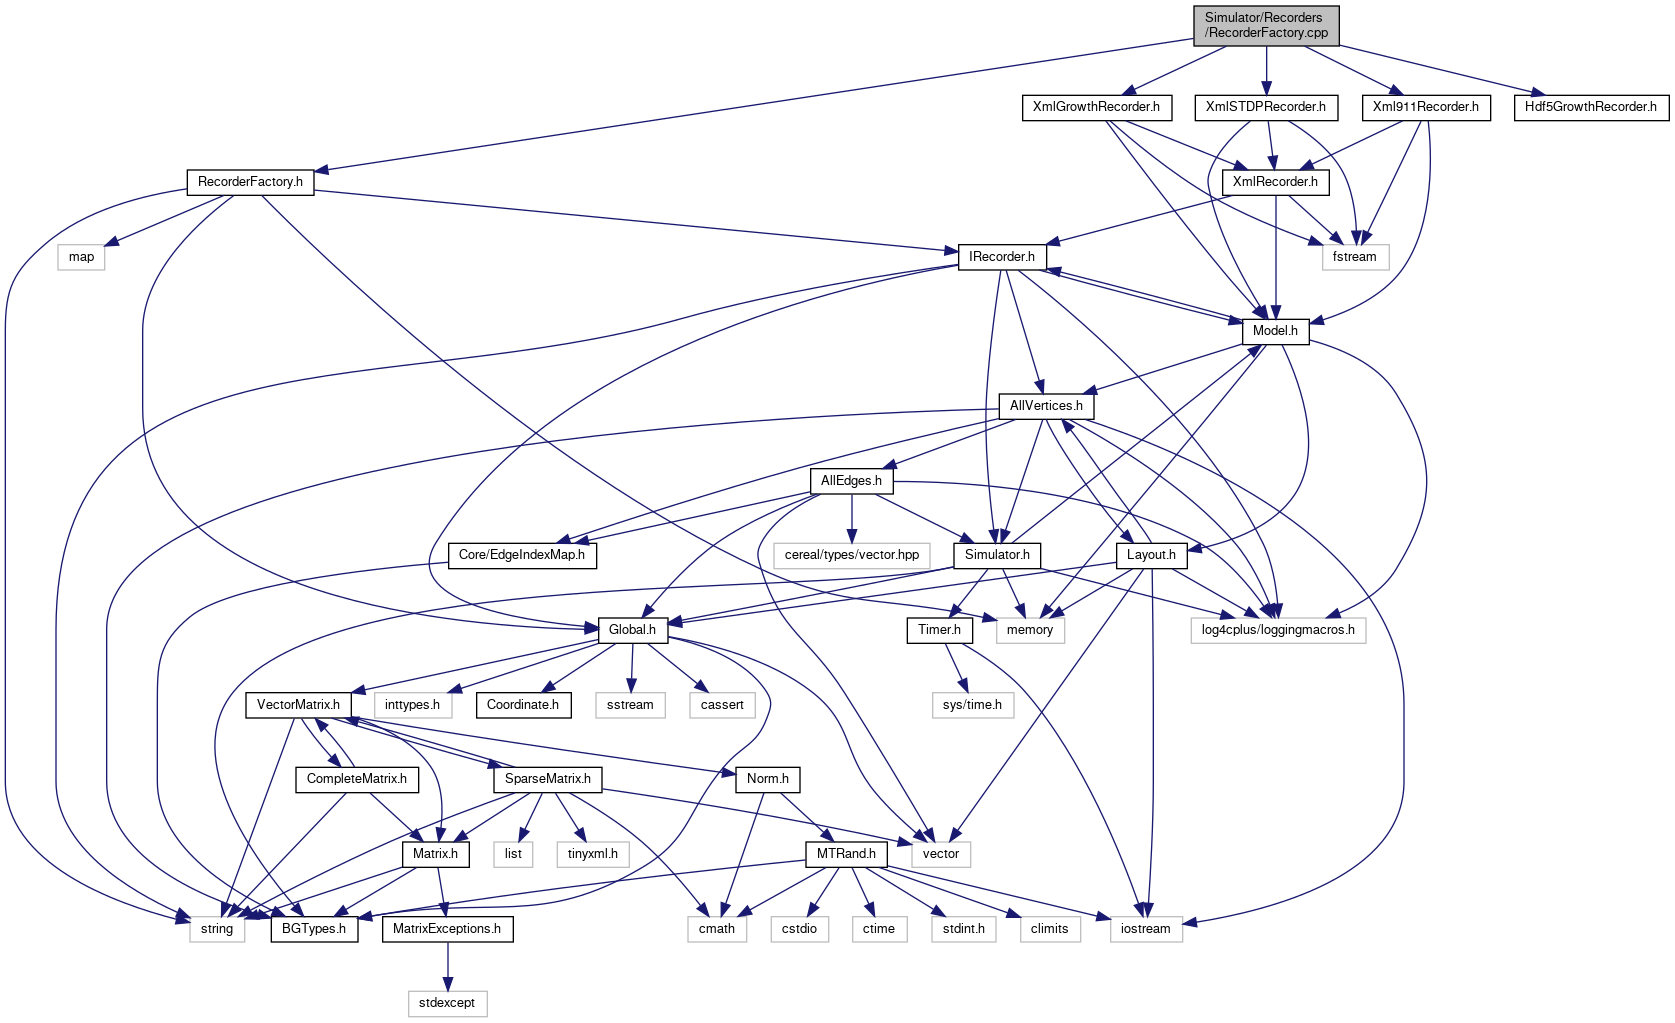 Simulator/Recorders
/RecorderFactory.cpp
XmlGrowthRecorder.h
XmlSTDPRecorder.h
Xml911Recorder.h
Hdf5GrowthRecorder.h
RecorderFactory.h
XmlRecorder.h
map
IRecorder.h
fstream
Model.h
AllVertices.h
AllEdges.h
Core/EdgeIndexMap.h
cereal/types/vector.hpp
Simulator.h
Layout.h
Global.h
Timer.h
memory
log4cplus/loggingmacros.h
VectorMatrix.h
inttypes.h
Coordinate.h
sstream
cassert
sys/time.h
CompleteMatrix.h
SparseMatrix.h
Norm.h
Matrix.h
list
tinyxml.h
MTRand.h
vector
string
BGTypes.h
MatrixExceptions.h
cmath
cstdio
ctime
stdint.h
climits
iostream
stdexcept